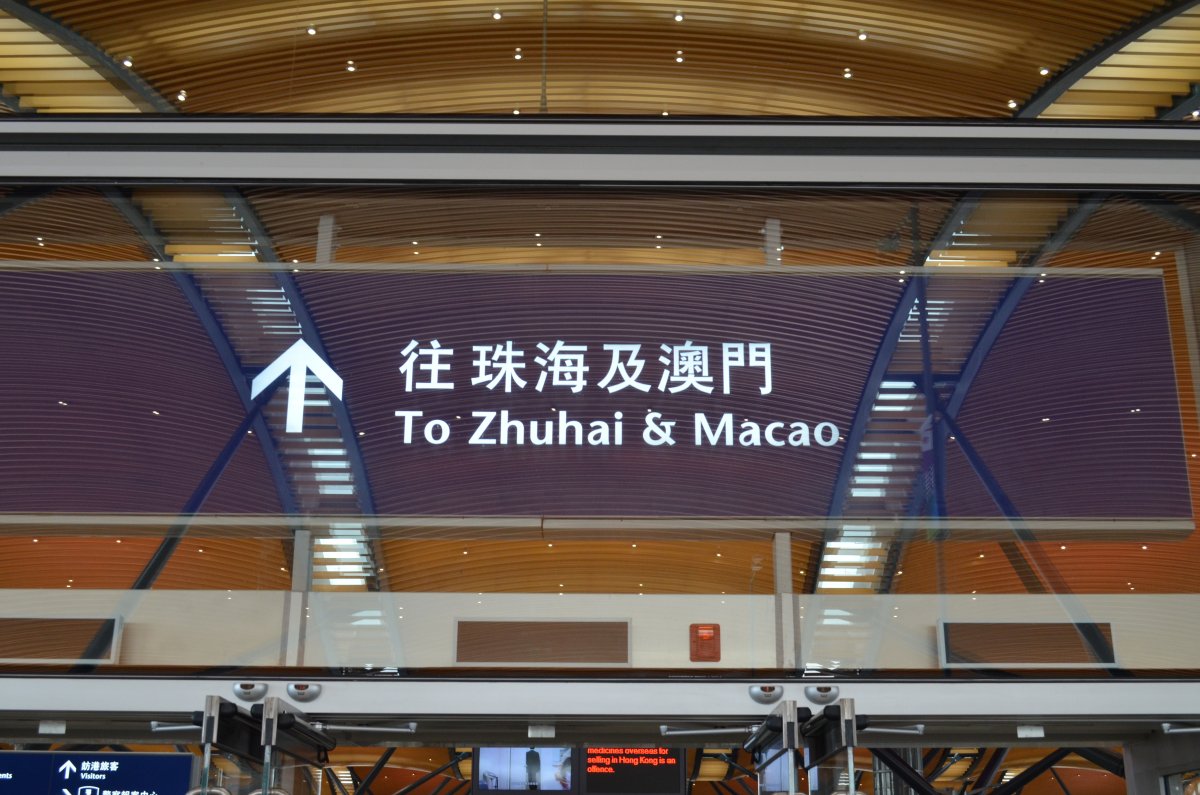 往 珠海及澳門
To Zhuhai & Macao
訪港旅客
Visitors
medicines overseas for
selling in Hong Kong is an
offence.